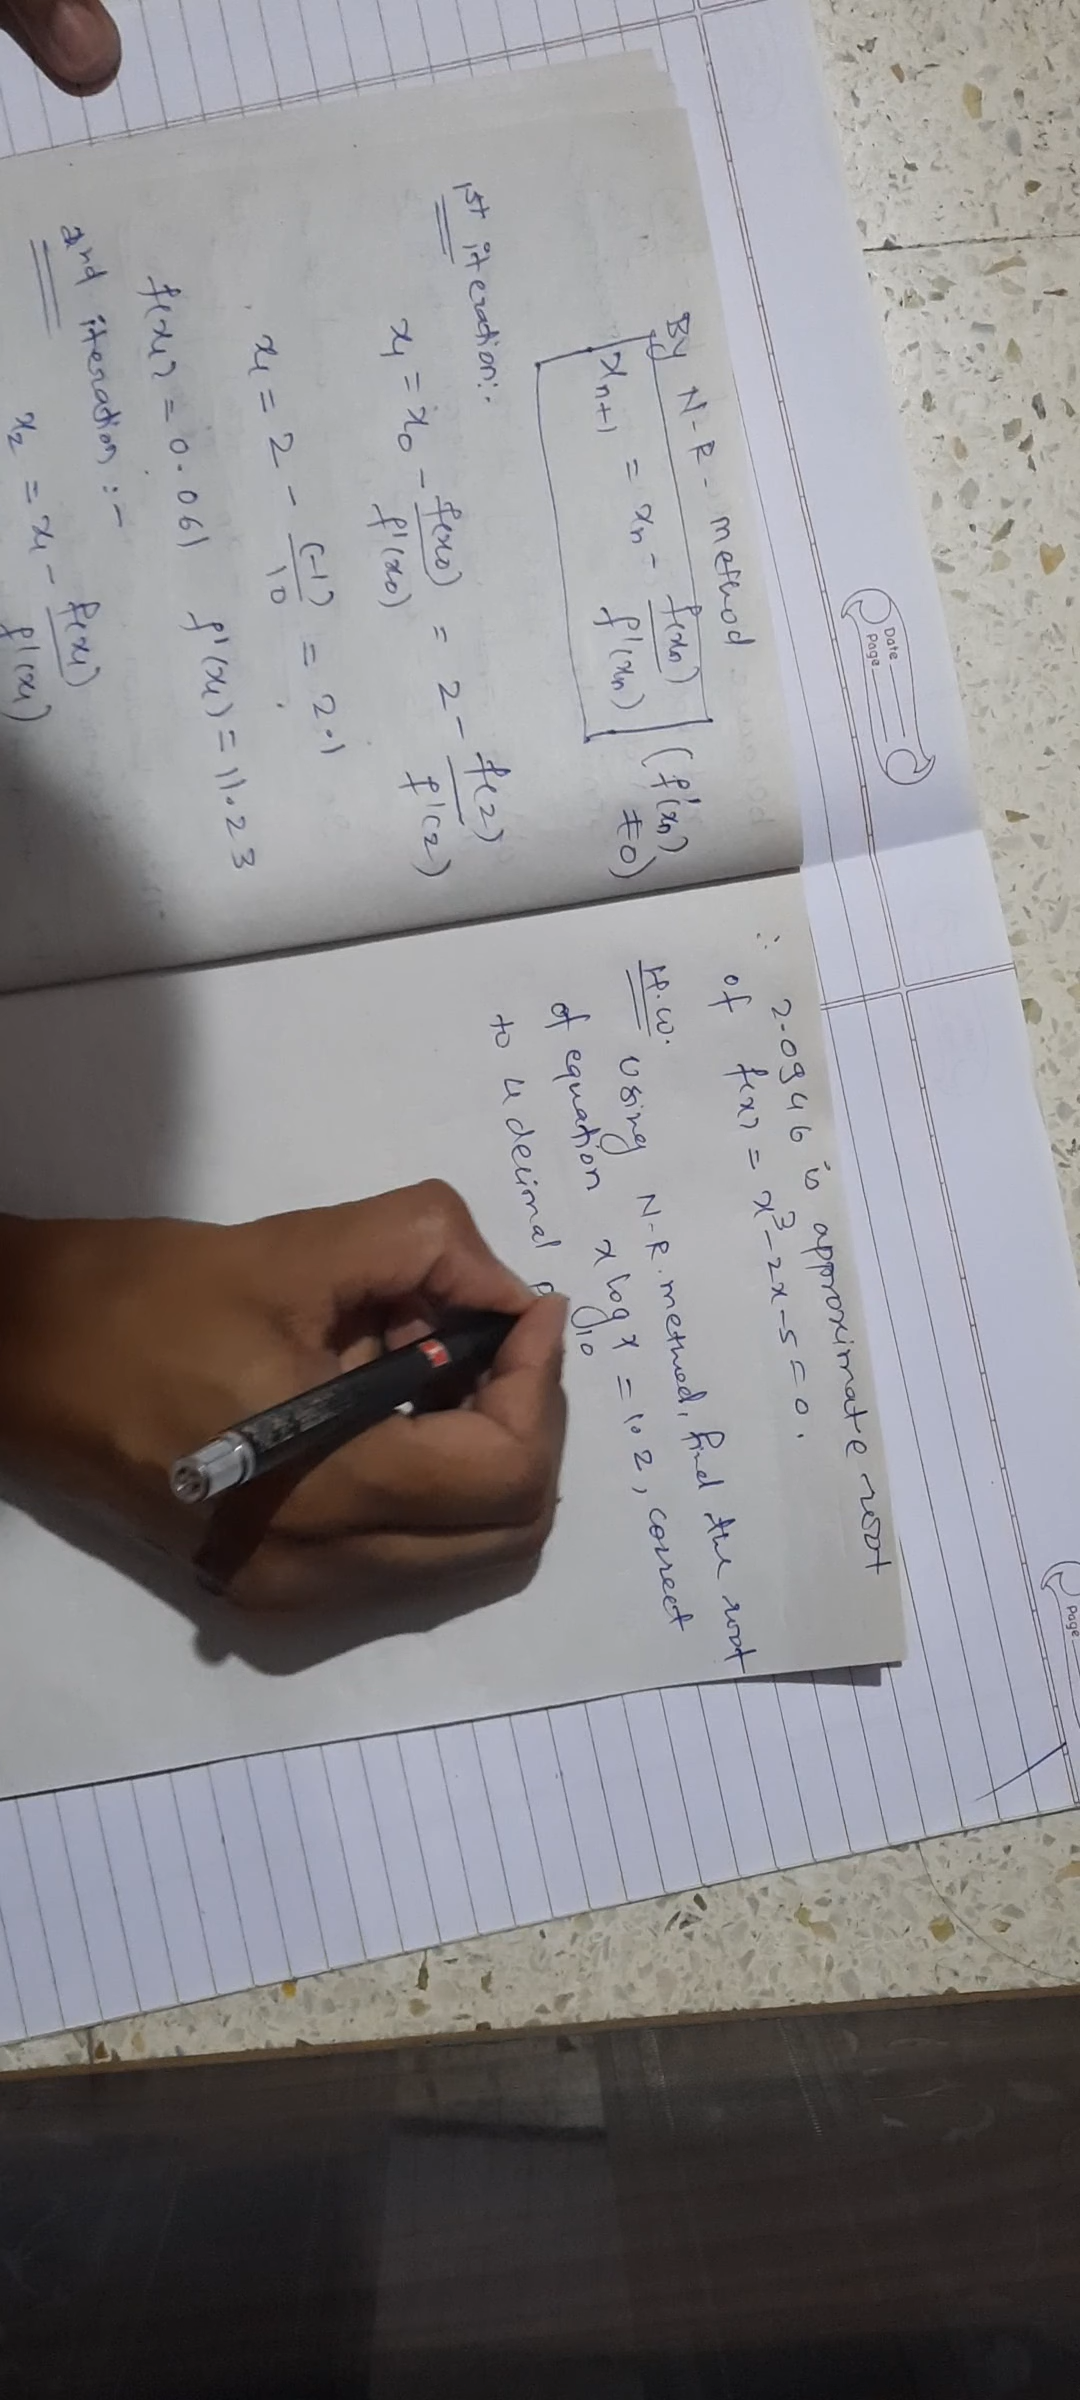 Date
Page
By N-R- method
xn+1 = xn - f(xn)/f'(xn) (f'(xn) ≠0)
1st iteration:-
x1 = x0 - f(x0)/f'(x0) = 2 - f(2)/f'(2)
x1 = 2 - (-1)/10 = 2.1
f(x1) = 0.061 f'(x1) = 11.23
2nd iteration :-
x2 = x1 - f(x1)/f'(x1)
Page
∴ 2.0946 is approximate root
of f(x) = x³-2x-5=0.
H.W. Using N-R. method, find the root
of equation x log10 x = 1.2, correct
to 4 decimal p